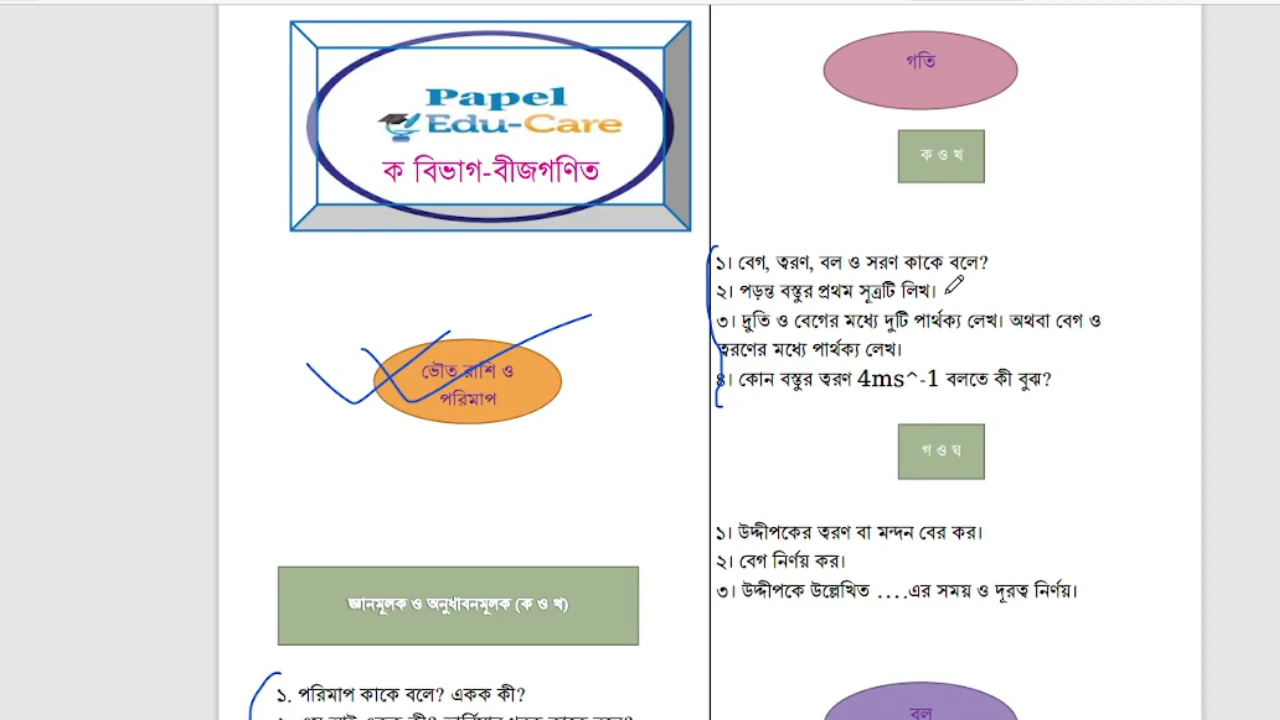 Papel
Edu-Care
ক বিভাগ-বীজগণিত
ভৌত রাশি ও
পরিমাপ
জ্ঞানমূলক ও অনুধাবনমূলক (ক ও খ)
১. পরিমাপ কাকে বলে? একক কী?
গতি
ক ও খ
১। বেগ, ত্বরণ, বল ও সরণ কাকে বলে?
২। পড়ন্ত বস্তুর প্রথম সূত্রটি লিখ।
৩। দ্রুতি ও বেগের মধ্যে দুটি পার্থক্য লেখ। অথবা বেগ ও
ত্বরণের মধ্যে পার্থক্য লেখ।
৪। কোন বস্তুর ত্বরণ 4ms^-1 বলতে কী বুঝ?
গ ও ঘ
১। উদ্দীপকের ত্বরণ বা মন্দন বের কর।
২। বেগ নির্ণয় কর।
৩। উদ্দীপকে উল্লেখিত ....এর সময় ও দূরত্ব নির্ণয়।
বল